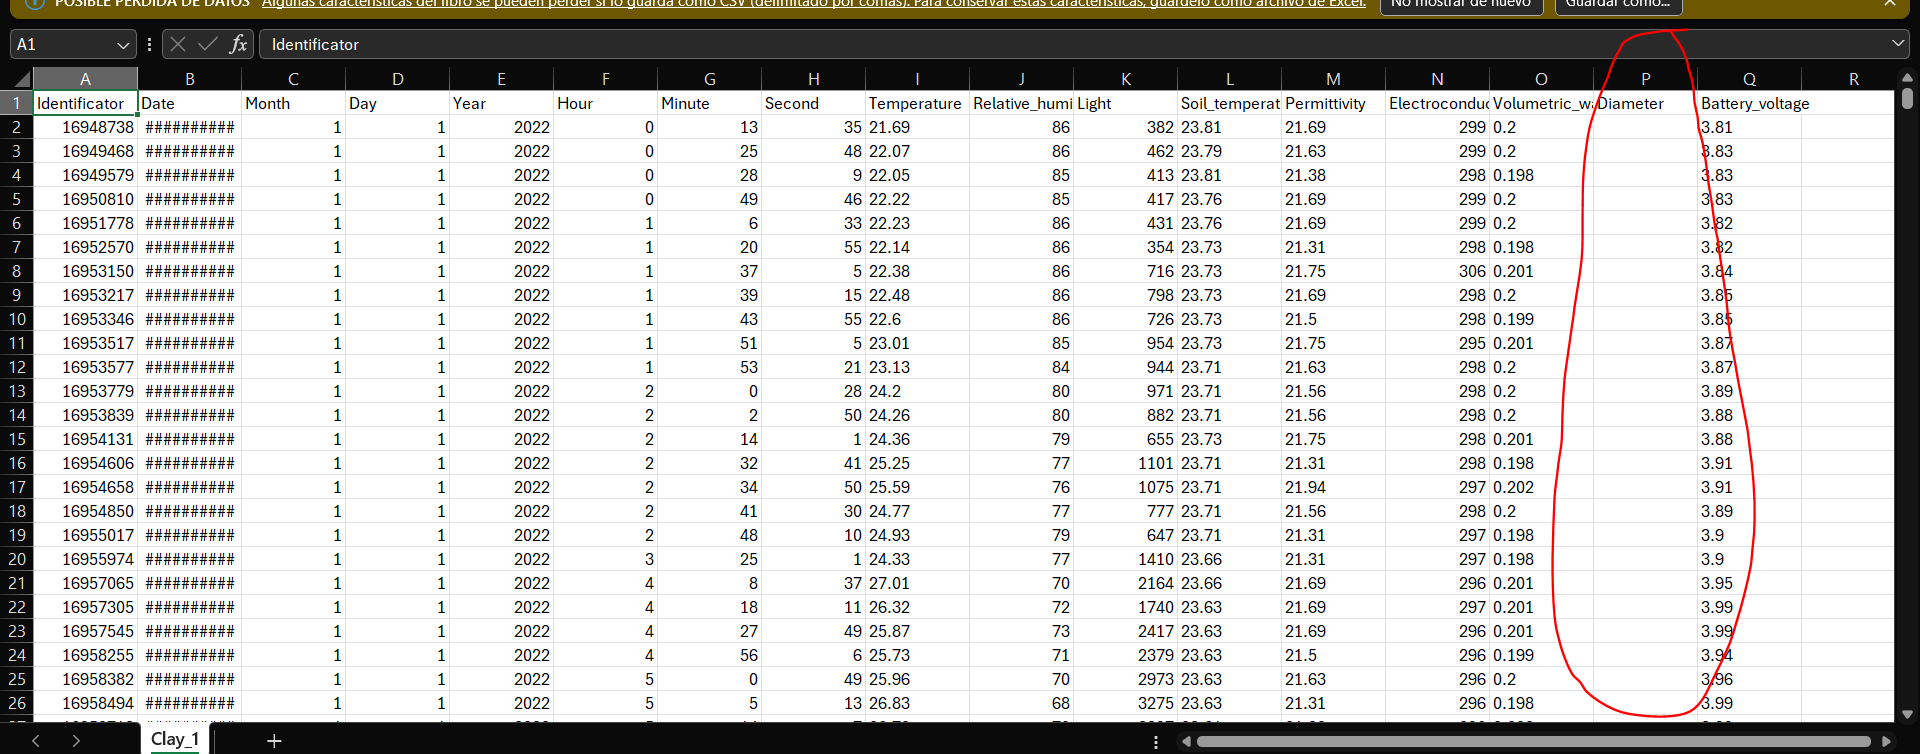 POSIBLE PÉRDIDA DE DATOS Algunas características del libro se pueden perder si lo guarda como CSV (delimitado por comas). Para conservar estas características, guárdelo como archivo de Excel. No mostrar de nuevo Guardar como...
A1 fx Identificator
A B C D E F G H I J K L M N O P Q R
1 Identificator Date Month Day Year Hour Minute Second Temperature Relative_humi Light Soil_temperat Permittivity Electroconduc Volumetric_wa Diameter Battery_voltage
2 16948738 ########## 1 1 2022 0 13 35 21.69 86 382 23.81 21.69 299 0.2 3.81
3 16949468 ########## 1 1 2022 0 25 48 22.07 86 462 23.79 21.63 299 0.2 3.83
4 16949579 ########## 1 1 2022 0 28 9 22.05 85 413 23.81 21.38 298 0.198 3.83
5 16950810 ########## 1 1 2022 0 49 46 22.22 85 417 23.76 21.69 299 0.2 3.83
6 16951778 ########## 1 1 2022 1 6 33 22.23 86 431 23.76 21.69 299 0.2 3.82
7 16952570 ########## 1 1 2022 1 20 55 22.14 86 354 23.73 21.31 298 0.198 3.82
8 16953150 ########## 1 1 2022 1 37 5 22.38 86 716 23.73 21.75 306 0.201 3.84
9 16953217 ########## 1 1 2022 1 39 15 22.48 86 798 23.73 21.69 298 0.2 3.85
10 16953346 ########## 1 1 2022 1 43 55 22.6 86 726 23.73 21.5 298 0.199 3.85
11 16953517 ########## 1 1 2022 1 51 5 23.01 85 954 23.73 21.75 295 0.201 3.87
12 16953577 ########## 1 1 2022 1 53 21 23.13 84 944 23.71 21.63 298 0.2 3.87
13 16953779 ########## 1 1 2022 2 0 28 24.2 80 971 23.71 21.56 298 0.2 3.89
14 16953839 ########## 1 1 2022 2 2 50 24.26 80 882 23.71 21.56 298 0.2 3.88
15 16954131 ########## 1 1 2022 2 14 1 24.36 79 655 23.73 21.75 298 0.201 3.88
16 16954606 ########## 1 1 2022 2 32 41 25.25 77 1101 23.71 21.31 298 0.198 3.91
17 16954658 ########## 1 1 2022 2 34 50 25.59 76 1075 23.71 21.94 297 0.202 3.91
18 16954850 ########## 1 1 2022 2 41 30 24.77 77 777 23.71 21.56 298 0.2 3.89
19 16955017 ########## 1 1 2022 2 48 10 24.93 79 647 23.71 21.31 297 0.198 3.9
20 16955974 ########## 1 1 2022 3 25 1 24.33 77 1410 23.66 21.31 297 0.198 3.9
21 16957065 ########## 1 1 2022 4 8 37 27.01 70 2164 23.66 21.69 296 0.201 3.95
22 16957305 ########## 1 1 2022 4 18 11 26.32 72 1740 23.63 21.69 297 0.201 3.99
23 16957545 ########## 1 1 2022 4 27 49 25.87 73 2417 23.63 21.69 296 0.201 3.99
24 16958255 ########## 1 1 2022 4 56 6 25.73 71 2379 23.63 21.5 296 0.199 3.94
25 16958382 ########## 1 1 2022 5 0 49 25.96 70 2973 23.63 21.63 296 0.2 3.96
26 16958494 ########## 1 1 2022 5 5 13 26.83 68 3275 23.63 21.31 296 0.198 3.99
Clay_1